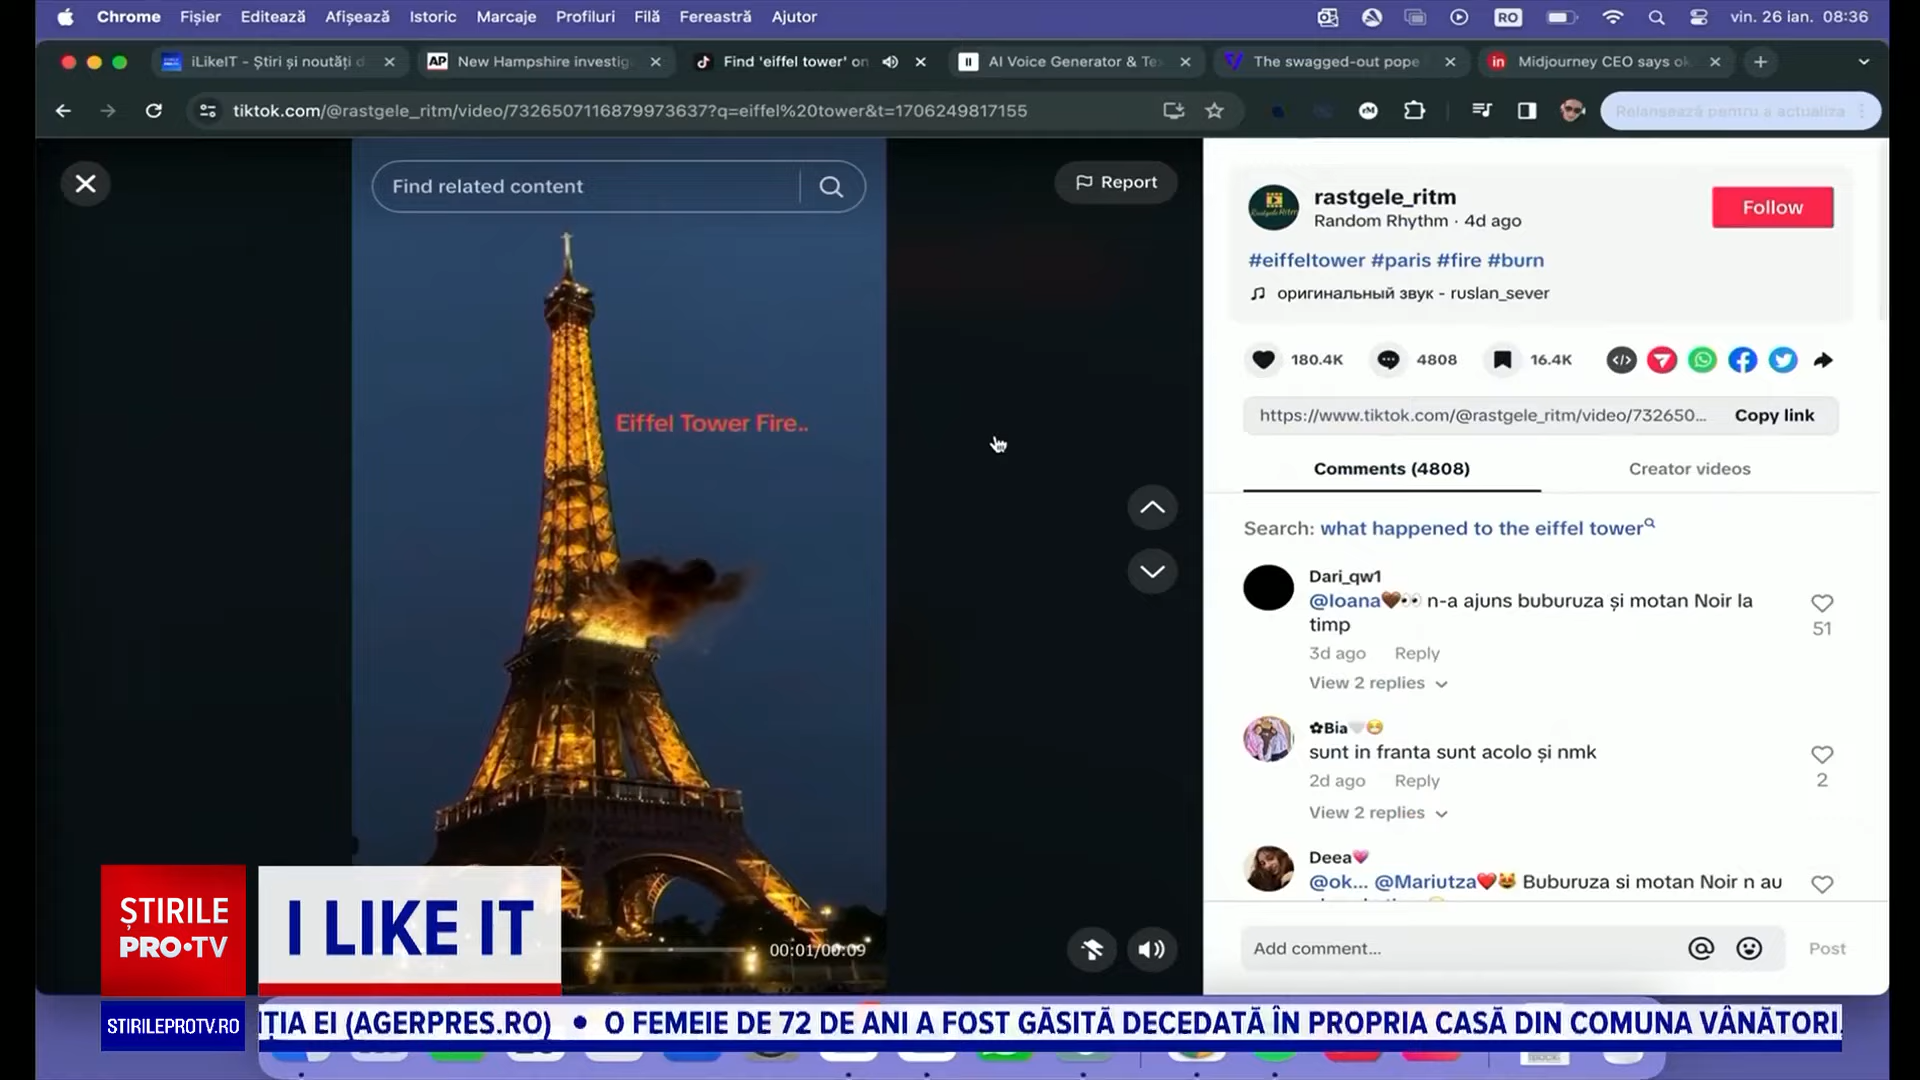 Chrome Fișier Editează Afișează Istoric Marcaje Profiluri Filă Fereastră Ajutor
RO
vin. 26 ian. 08:36
iLikeIT - Știri și noutăți d
AP New Hampshire investig
Find 'eiffel tower' on
AI Voice Generator & Te
The swagged-out pope
in Midjourney CEO says ok
tiktok.com/@rastgele_ritm/video/7326507116879973637?q=eiffel%20tower&t=1706249817155
Relansează pentru a actualiza
Find related content
Report
Eiffel Tower Fire..
00:01/00:09
rastgele_ritm
Random Rhythm · 4d ago
Follow
#eiffeltower #paris #fire #burn
оригинальный звук - ruslan_sever
180.4K
4808
16.4K
https://www.tiktok.com/@rastgele_ritm/video/732650...
Copy link
Comments (4808)
Creator videos
Search: what happened to the eiffel tower
Dari_qw1
@Ioana🤎👀 n-a ajuns buburuza și motan Noir la
timp
51
3d ago Reply
View 2 replies
✿Bia🤍😁
sunt in franta sunt acolo și nmk
2
2d ago Reply
View 2 replies
Deea💗
@ok... @Mariutza❤️😻 Buburuza si motan Noir n au
Add comment...
Post
ȘTIRILE
PRO•TV
I LIKE IT
STIRILEPROTV.RO
IȚIA EI (AGERPRES.RO) • O FEMEIE DE 72 DE ANI A FOST GĂSITĂ DECEDATĂ ÎN PROPRIA CASĂ DIN COMUNA VÂNĂTORI,